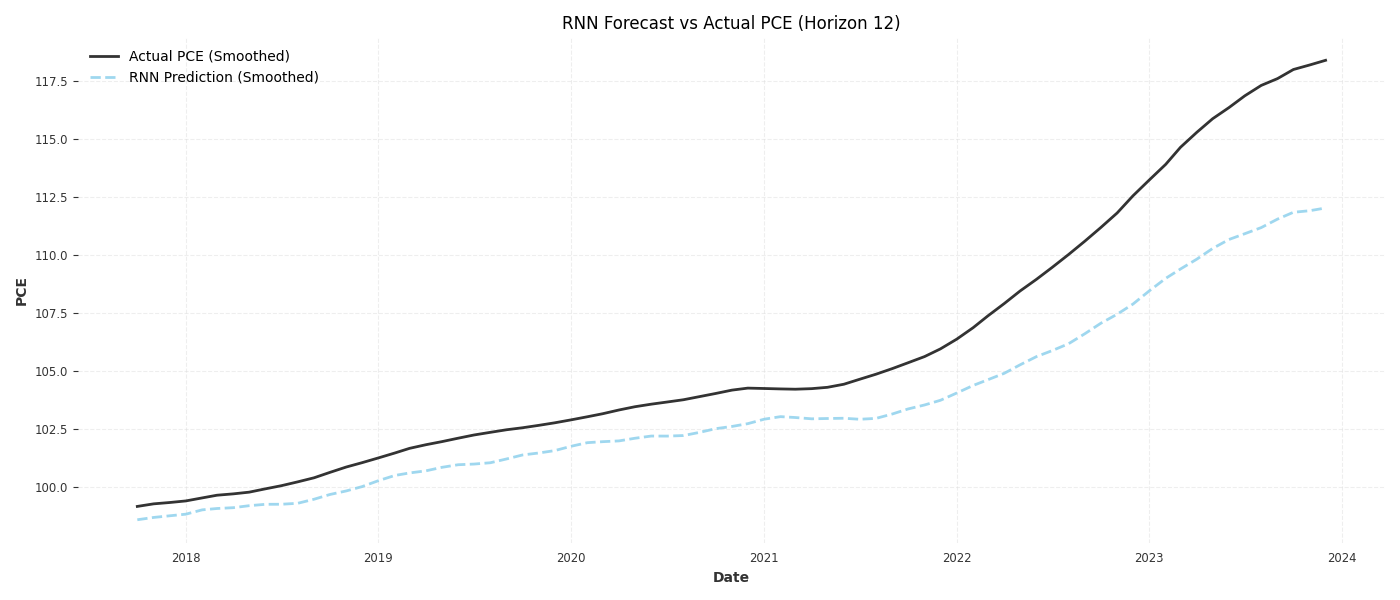 RNN Forecast vs Actual PCE (Horizon 12)
Actual PCE (Smoothed)
RNN Prediction (Smoothed)
117.5
115.0
112.5
110.0
107.5
105.0
102.5
100.0
PCE
2018 2019 2020 2021 2022 2023 2024
Date